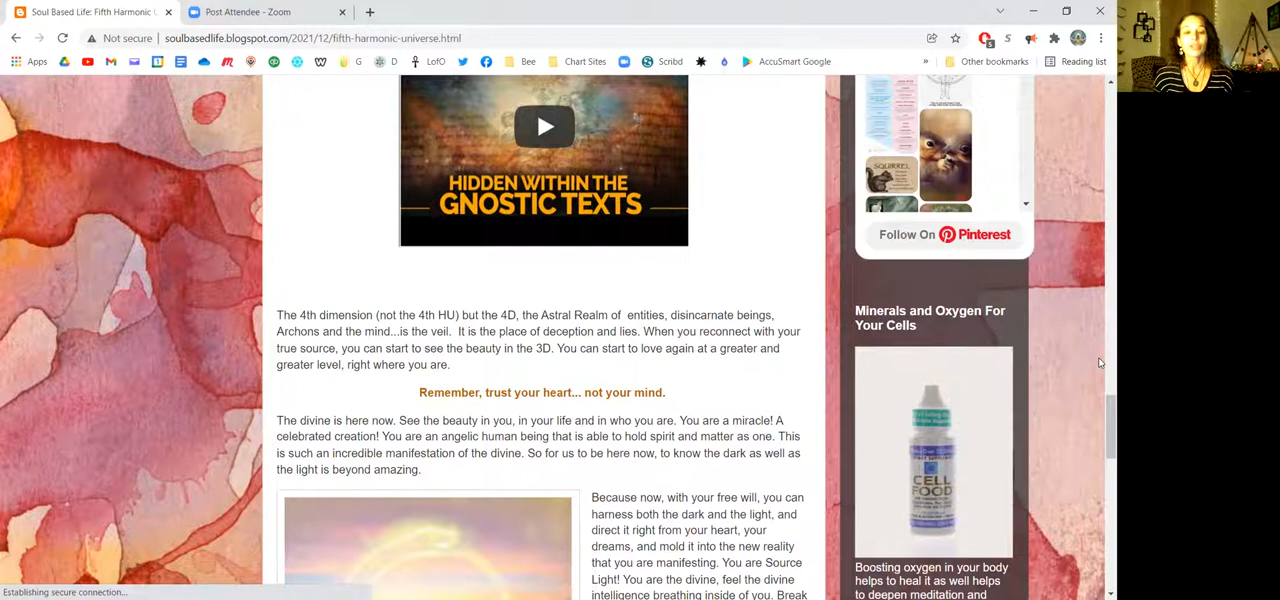 Soul Based Life: Fifth Harmonic U
Post Attendee - Zoom
Not secure
soulbasedlife.blogspot.com/2021/12/fifth-harmonic-universe.html
5
S
Apps
G
D
LofO
Bee
Chart Sites
Scribd
AccuSmart Google
»
Other bookmarks
Reading list
HIDDEN WITHIN THE
GNOSTIC TEXTS
SQUIRREL
Follow On Pinterest
The 4th dimension (not the 4th HU) but the 4D, the Astral Realm of entities, disincarnate beings,
Archons and the mind...is the veil. It is the place of deception and lies. When you reconnect with your
true source, you can start to see the beauty in the 3D. You can start to love again at a greater and
greater level, right where you are.
Remember, trust your heart... not your mind.
The divine is here now. See the beauty in you, in your life and in who you are. You are a miracle! A
celebrated creation! You are an angelic human being that is able to hold spirit and matter as one. This
is such an incredible manifestation of the divine. So for us to be here now, to know the dark as well as
the light is beyond amazing.
Because now, with your free will, you can
harness both the dark and the light, and
direct it right from your heart, your
dreams, and mold it into the new reality
that you are manifesting. You are Source
Light! You are the divine, feel the divine
intelligence breathing inside of you. Break
Minerals and Oxygen For
Your Cells
CELL
FOOD
Boosting oxygen in your body
helps to heal it as well helps
to deepen meditation and
Establishing secure connection...